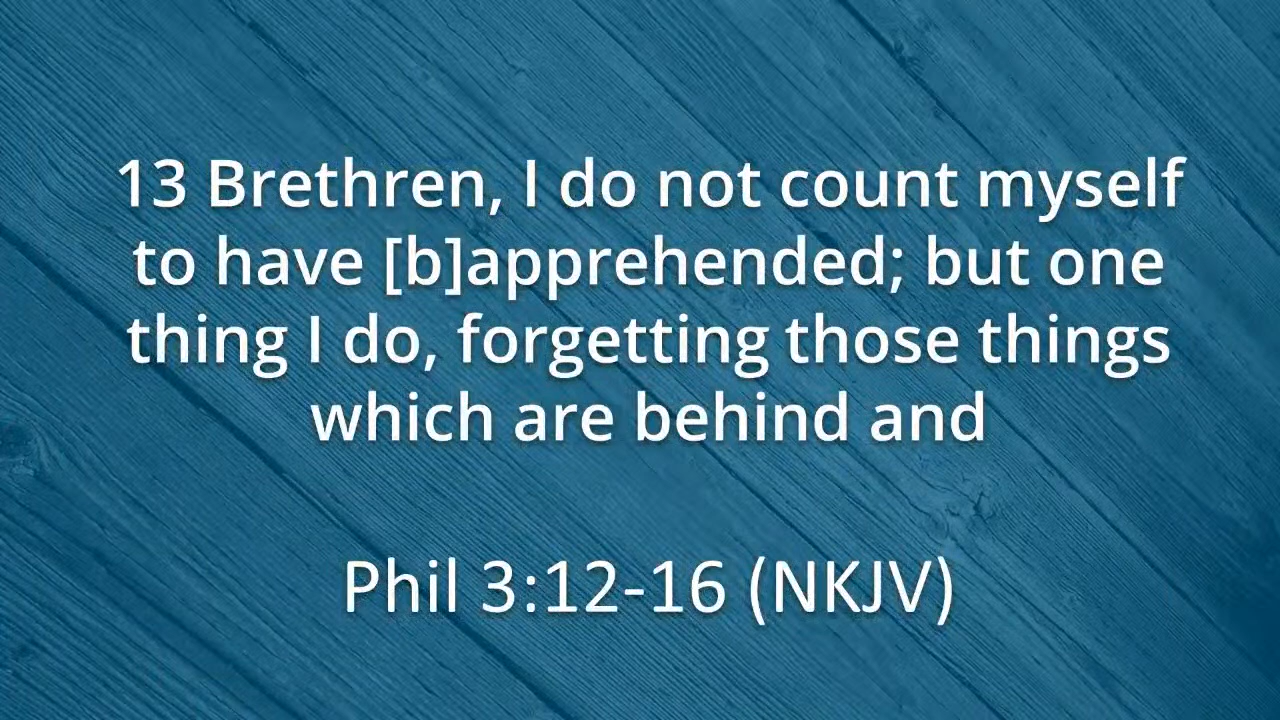 13 Brethren, I do not count myself
to have [b]apprehended; but one
thing I do, forgetting those things
which are behind and
Phil 3:12-16 (NKJV)